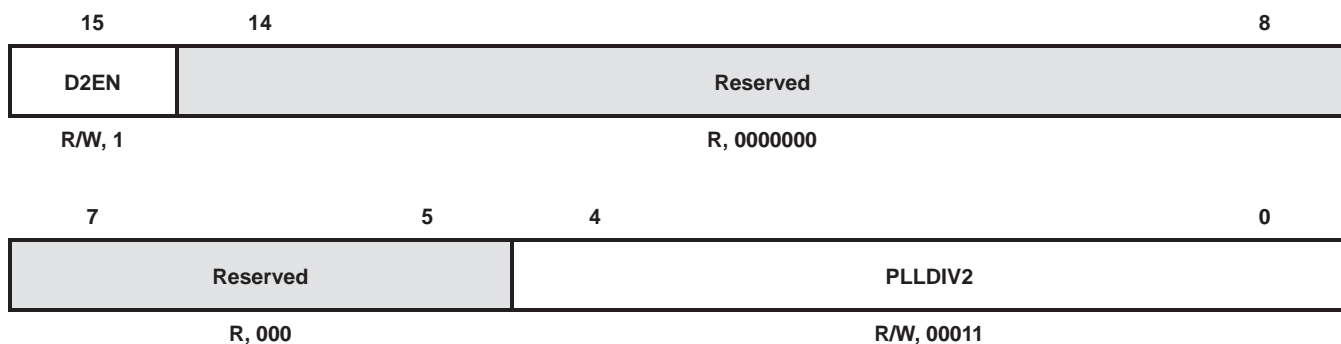 15 14 8
D2EN Reserved
R/W, 1 R, 0000000
7 5 4 0
Reserved PLLDIV2
R, 000 R/W, 00011